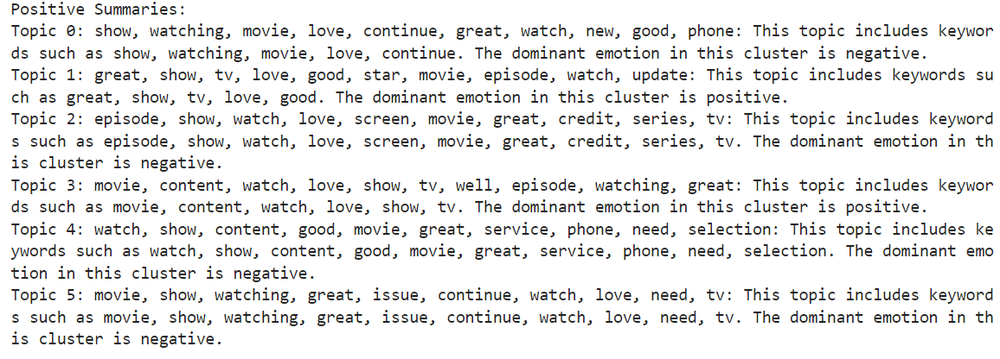 Positive Summaries:
Topic 0: show, watching, movie, love, continue, great, watch, new, good, phone: This topic includes keywor
ds such as show, watching, movie, love, continue. The dominant emotion in this cluster is negative.
Topic 1: great, show, tv, love, good, star, movie, episode, watch, update: This topic includes keywords su
ch as great, show, tv, love, good. The dominant emotion in this cluster is positive.
Topic 2: episode, show, watch, love, screen, movie, great, credit, series, tv: This topic includes keyword
s such as episode, show, watch, love, screen, movie, great, credit, series, tv. The dominant emotion in th
is cluster is negative.
Topic 3: movie, content, watch, love, show, tv, well, episode, watching, great: This topic includes keywor
ds such as movie, content, watch, love, show, tv. The dominant emotion in this cluster is positive.
Topic 4: watch, show, content, good, movie, great, service, phone, need, selection: This topic includes ke
ywords such as watch, show, content, good, movie, great, service, phone, need, selection. The dominant emo
tion in this cluster is negative.
Topic 5: movie, show, watching, great, issue, continue, watch, love, need, tv: This topic includes keyword
s such as movie, show, watching, great, issue, continue, watch, love, need, tv. The dominant emotion in th
is cluster is negative.